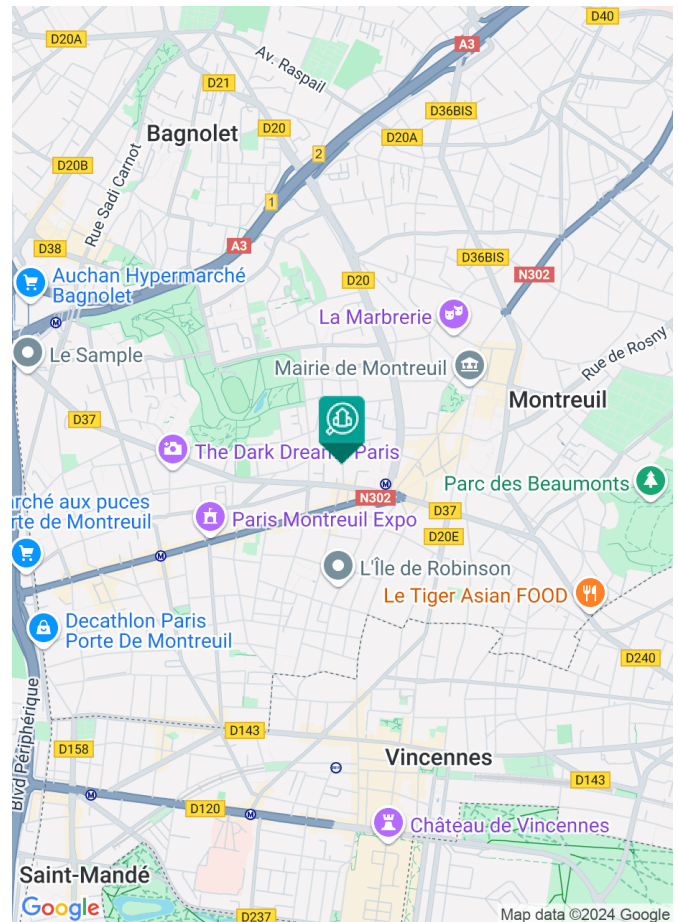 D20A
Av. Raspail
A3
D40
D21
D36BIS
Bagnolet
D20
D20A
2
D20B
Rue Sadi Carnot
1
D38
A3
D36BIS
N302
Auchan Hypermarché
Bagnolet
D20
La Marbrerie
Le Sample
Mairie de Montreuil
Rue de Rosny
Montreuil
D37
The Dark Dream
Paris
M
Parc des Beaumonts
arché aux puces
orte de Montreuil
N302
D37
Paris Montreuil Expo
D20E
M
L'Île de Robinson
Le Tiger Asian FOOD
Decathlon Paris
Porte De Montreuil
D240
Blvd Périphérique
D143
D158
Vincennes
D143
M
D120
M
Château de Vincennes
Saint-Mandé
Google
D237
Map data ©2024 Google